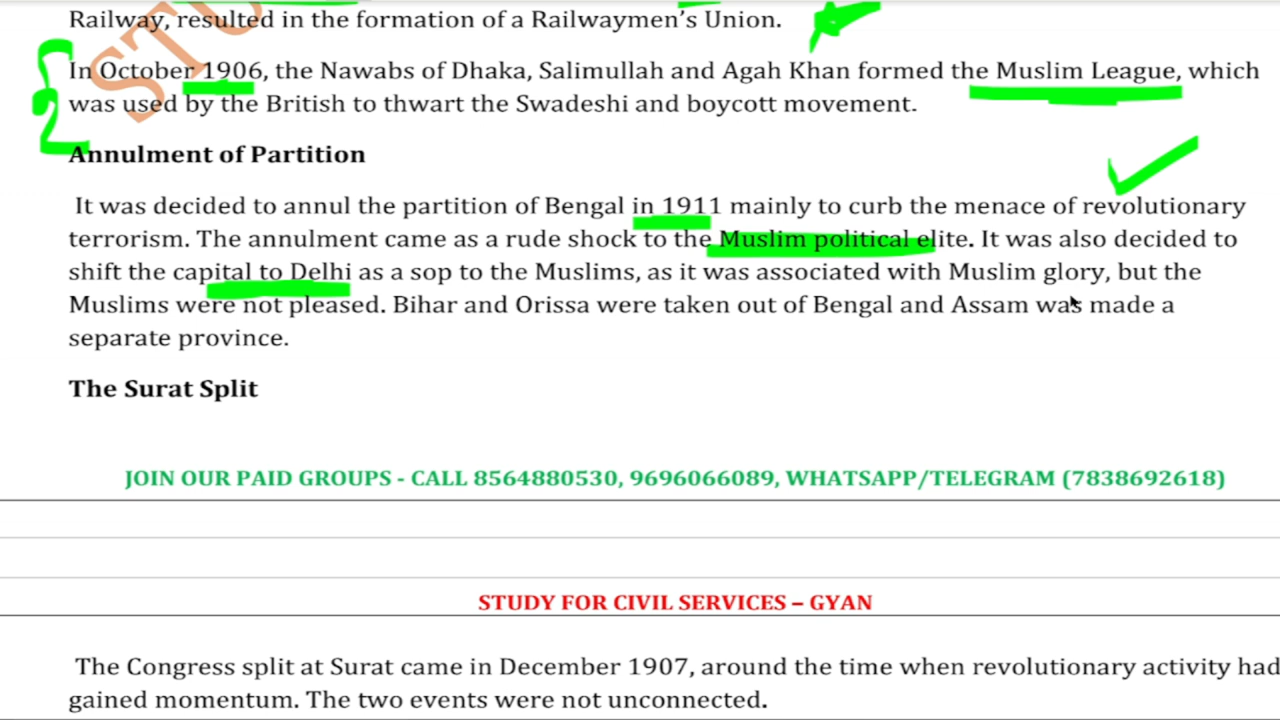 Railway, resulted in the formation of a Railwaymen's Union.
In October 1906, the Nawabs of Dhaka, Salimullah and Agah Khan formed the Muslim League, which
was used by the British to thwart the Swadeshi and boycott movement.
Annulment of Partition
It was decided to annul the partition of Bengal in 1911 mainly to curb the menace of revolutionary
terrorism. The annulment came as a rude shock to the Muslim political elite. It was also decided to
shift the capital to Delhi as a sop to the Muslims, as it was associated with Muslim glory, but the
Muslims were not pleased. Bihar and Orissa were taken out of Bengal and Assam was made a
separate province.
The Surat Split
JOIN OUR PAID GROUPS - CALL 8564880530, 9696066089, WHATSAPP/TELEGRAM (7838692618)
STUDY FOR CIVIL SERVICES – GYAN
The Congress split at Surat came in December 1907, around the time when revolutionary activity had
gained momentum. The two events were not unconnected.